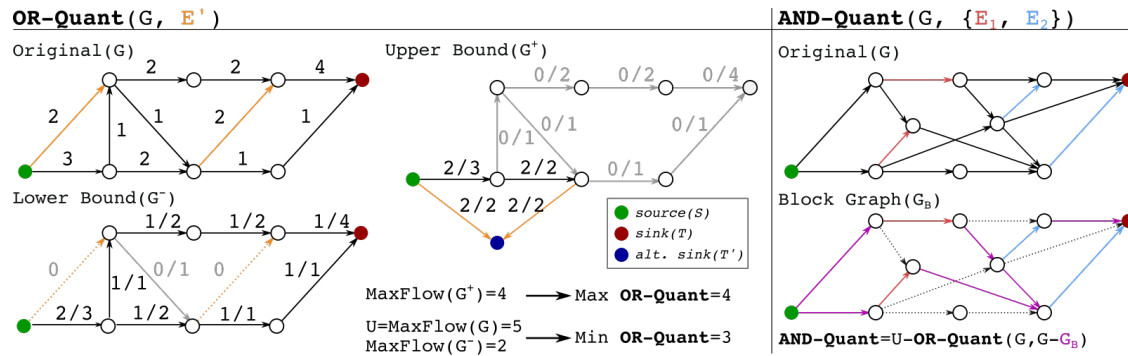 OR-Quant(G, E')
Original(G)
2 2 4
2 1 1 2 1
3 2 1
Lower Bound(G⁻)
1/2 1/2 1/4
0 1/1 0/1 0 1/1
2/3 1/2 1/1
Upper Bound(G⁺)
0/2 0/2 0/4
0/1 0/1 0/1
2/3 2/2 0/1
2/2 2/2
source(S)
sink(T)
alt. sink(T')
MaxFlow(G⁺)=4 Max OR-Quant=4
U=MaxFlow(G)=5
MaxFlow(G⁻)=2 Min OR-Quant=3
AND-Quant(G, {E₁, E₂})
Original(G)
Block Graph(G_B)
AND-Quant=U-OR-Quant(G,G-G_B)